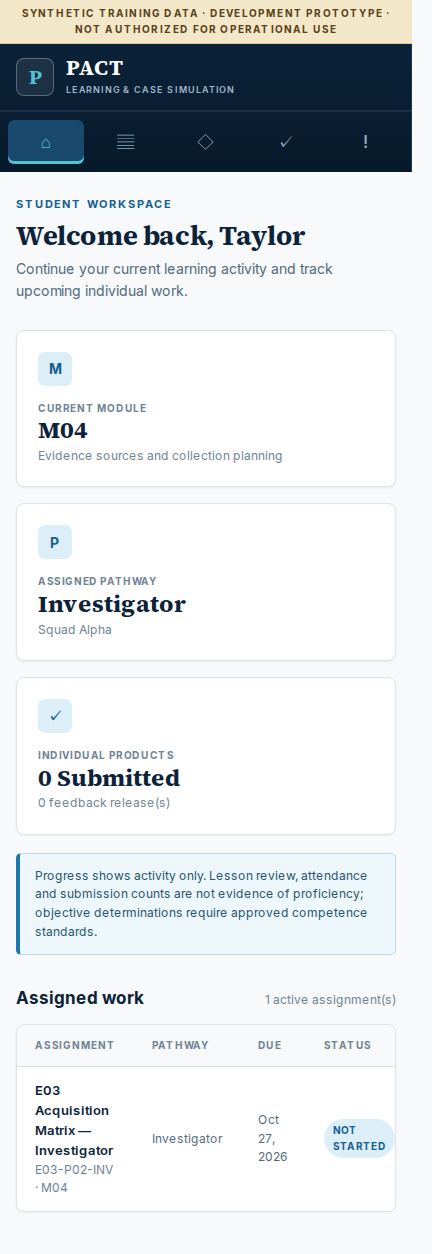 SYNTHETIC TRAINING DATA · DEVELOPMENT PROTOTYPE ·
NOT AUTHORIZED FOR OPERATIONAL USE
P
PACT
LEARNING & CASE SIMULATION
⌂ ▤ ◇ ✓ !
STUDENT WORKSPACE
Welcome back, Taylor
Continue your current learning activity and track
upcoming individual work.
M
CURRENT MODULE
M04
Evidence sources and collection planning
P
ASSIGNED PATHWAY
Investigator
Squad Alpha
✓
INDIVIDUAL PRODUCTS
0 Submitted
0 feedback release(s)
Progress shows activity only. Lesson review, attendance
and submission counts are not evidence of proficiency;
objective determinations require approved competence
standards.
Assigned work
1 active assignment(s)
ASSIGNMENT PATHWAY DUE STATUS
E03
Acquisition
Matrix —
Investigator
E03-P02-INV
· M04
Investigator
Oct
27,
2026
NOT
STARTED